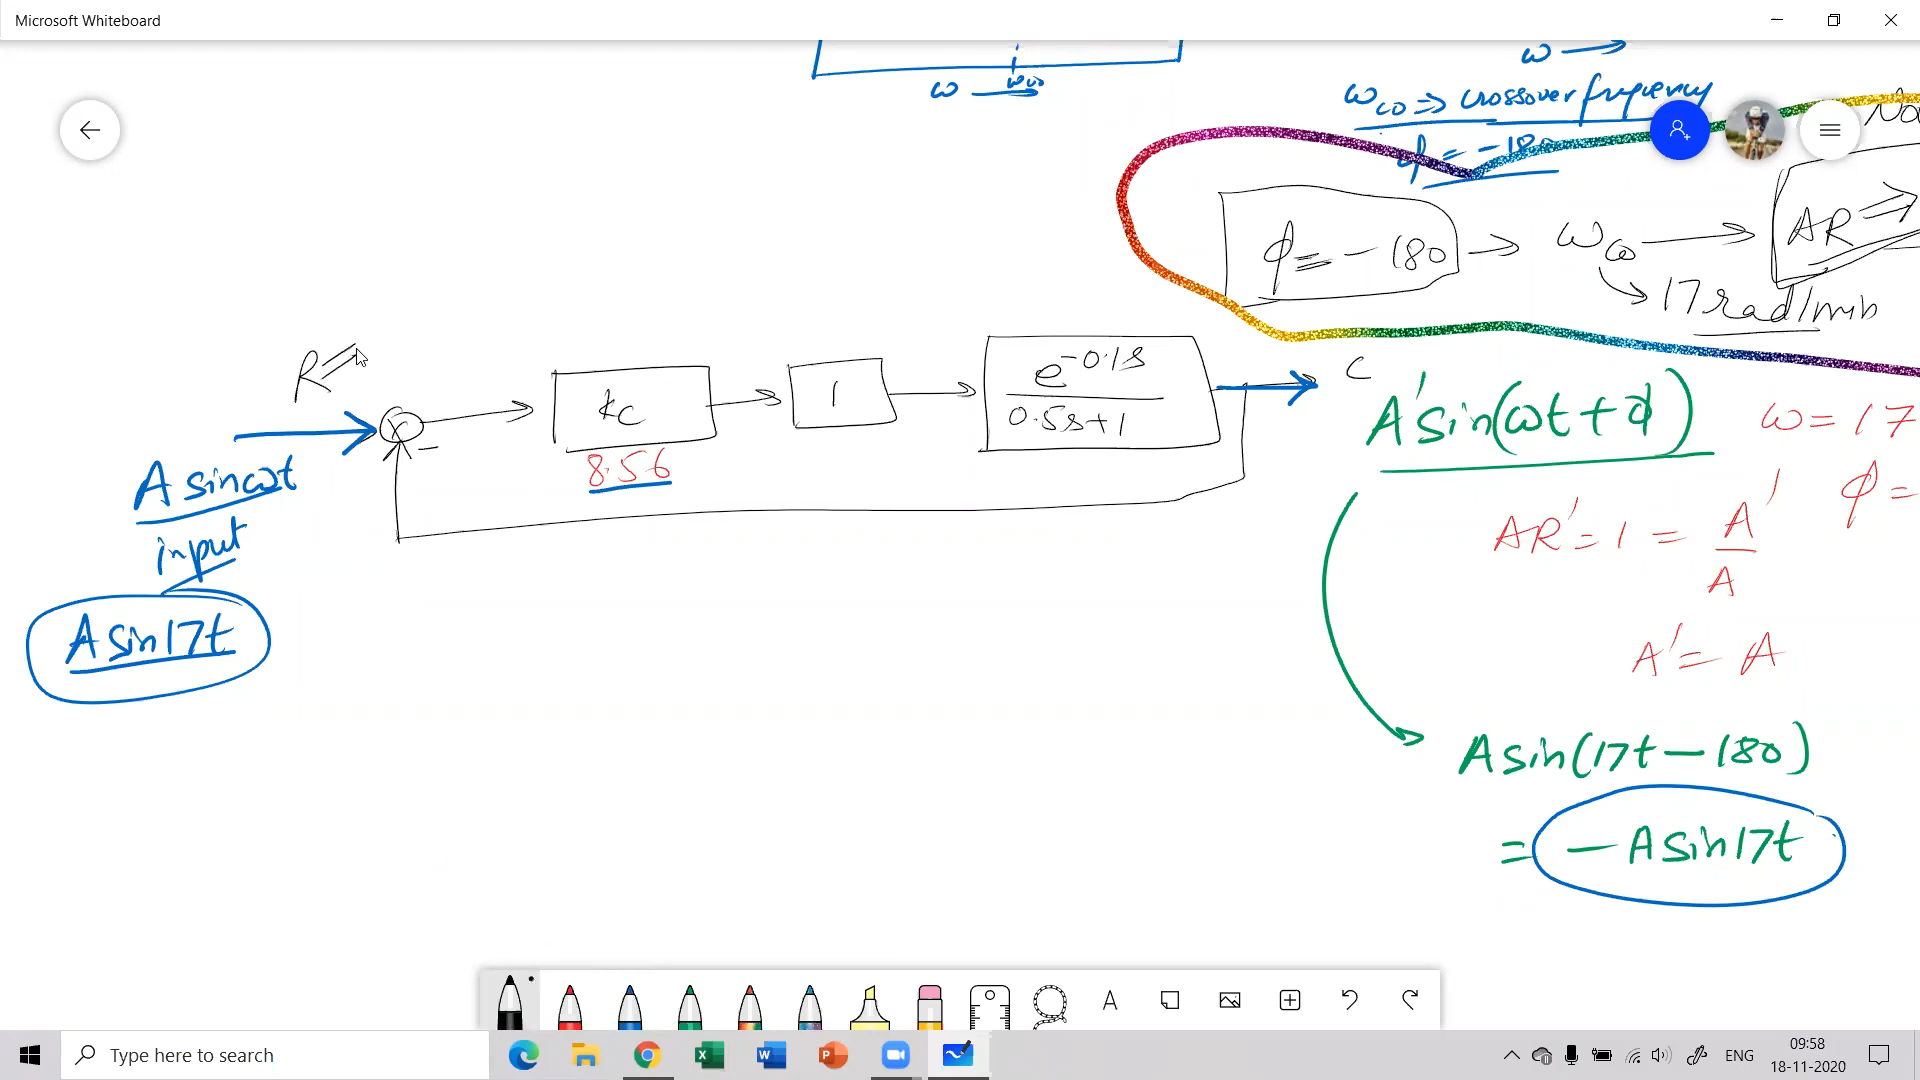 Microsoft Whiteboard
ω
ω
ωco
ωco ⇒ crossover frequency
φ = -180
φ = -180 → ωco → AR ⇒
17 rad/min
R
kc
1
e^-0.1s
0.5s+1
C
8.56
A sinωt
input
A sin17t
A' sin(ωt+φ)
ω = 17
φ =
AR' = 1 = A'
A
A' = A
A sin(17t - 180)
= - A sin17t
A
Type here to search
ENG
09:58
18-11-2020